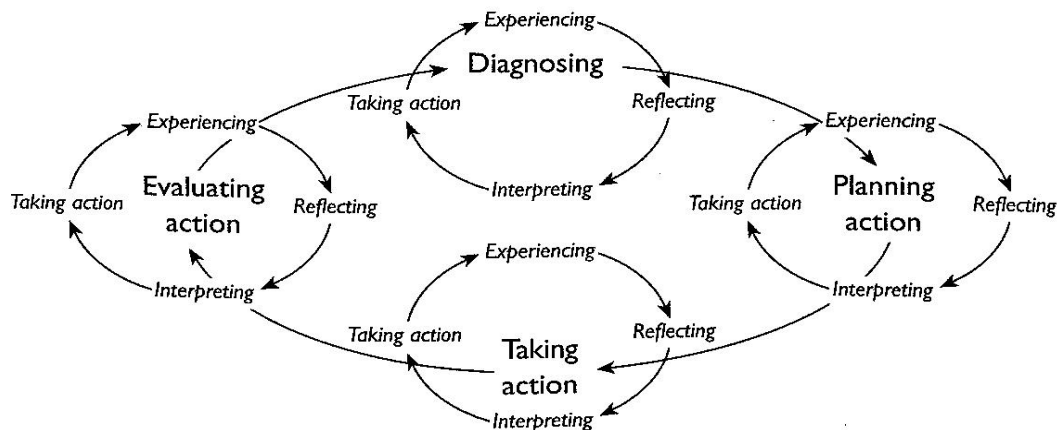 Experiencing
Diagnosing
Taking action
Reflecting
Interpreting
Experiencing
Evaluating
action
Taking action
Reflecting
Interpreting
Experiencing
Planning
action
Taking action
Reflecting
Interpreting
Experiencing
Taking action
Reflecting
Taking
action
Interpreting